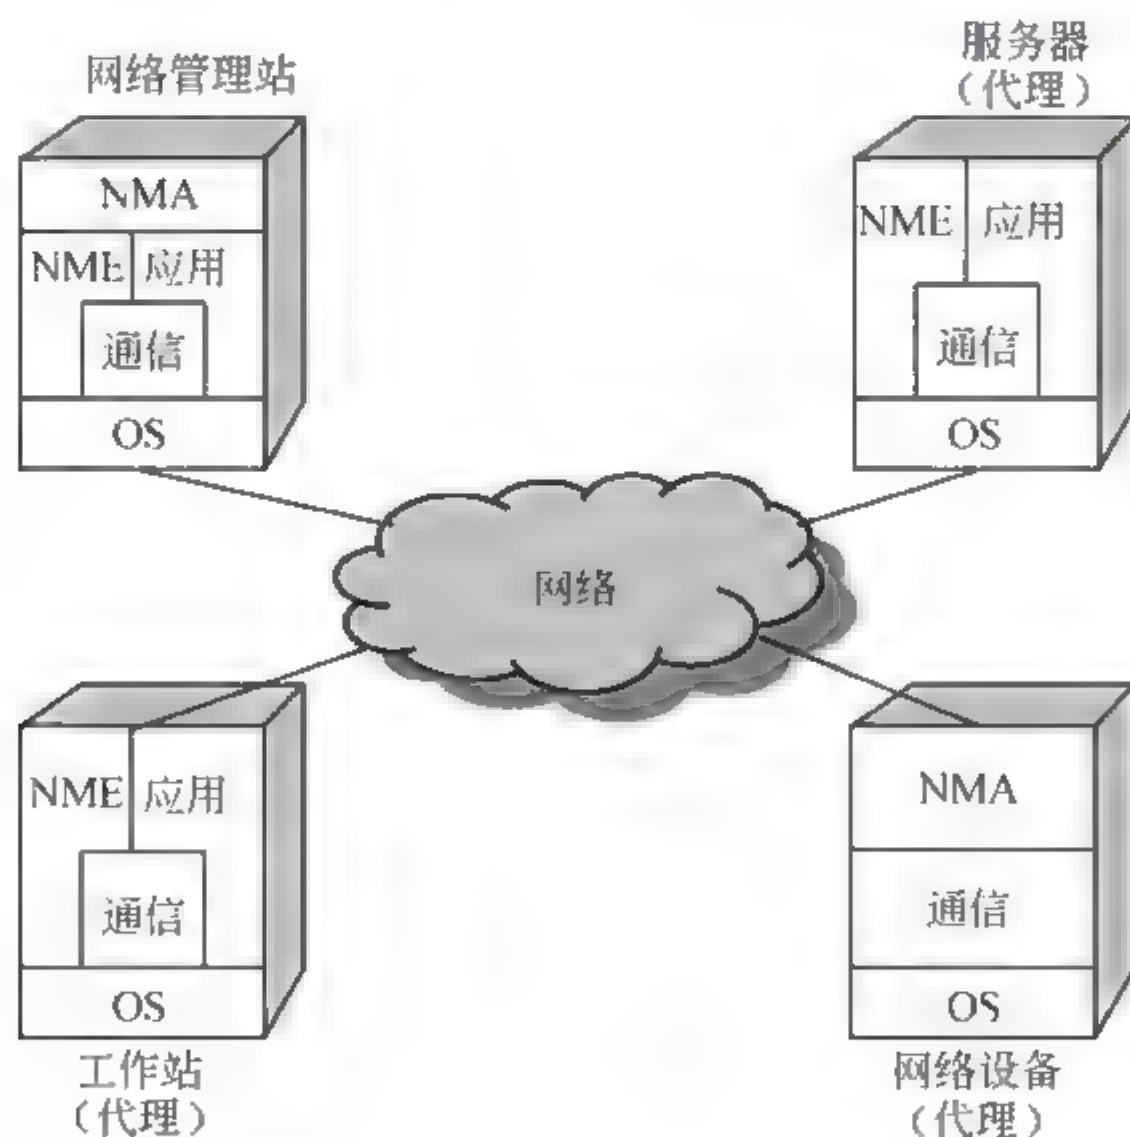 网络管理站
NMA
NME 应用
通信
OS
服务器
（代理）
NME 应用
通信
OS
网络
NME 应用
通信
OS
工作站
（代理）
NMA
通信
OS
网络设备
（代理）